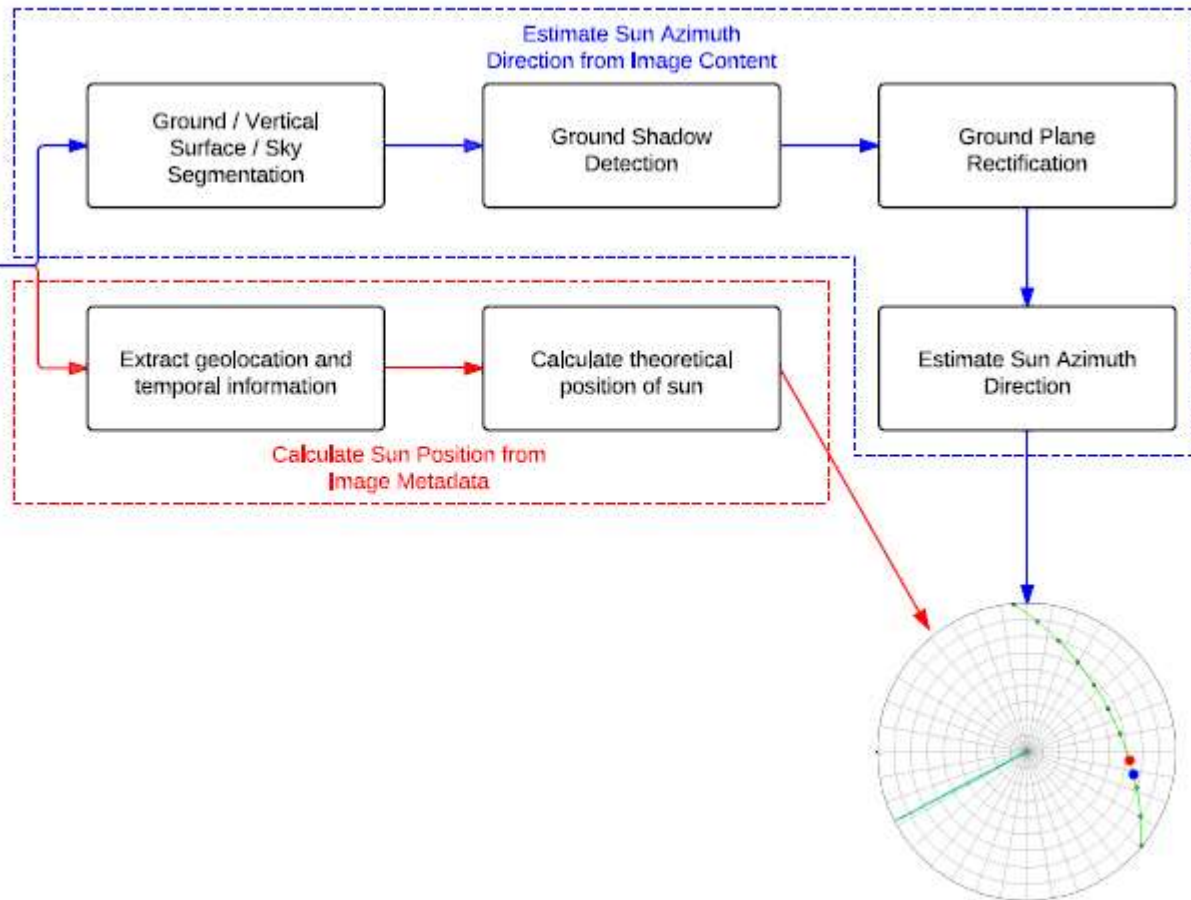 Estimate Sun Azimuth
Direction from Image Content
Ground / Vertical
Surface / Sky
Segmentation
Ground Shadow
Detection
Ground Plane
Rectification
Extract geolocation and
temporal information
Calculate theoretical
position of sun
Estimate Sun Azimuth
Direction
Calculate Sun Position from
Image Metadata